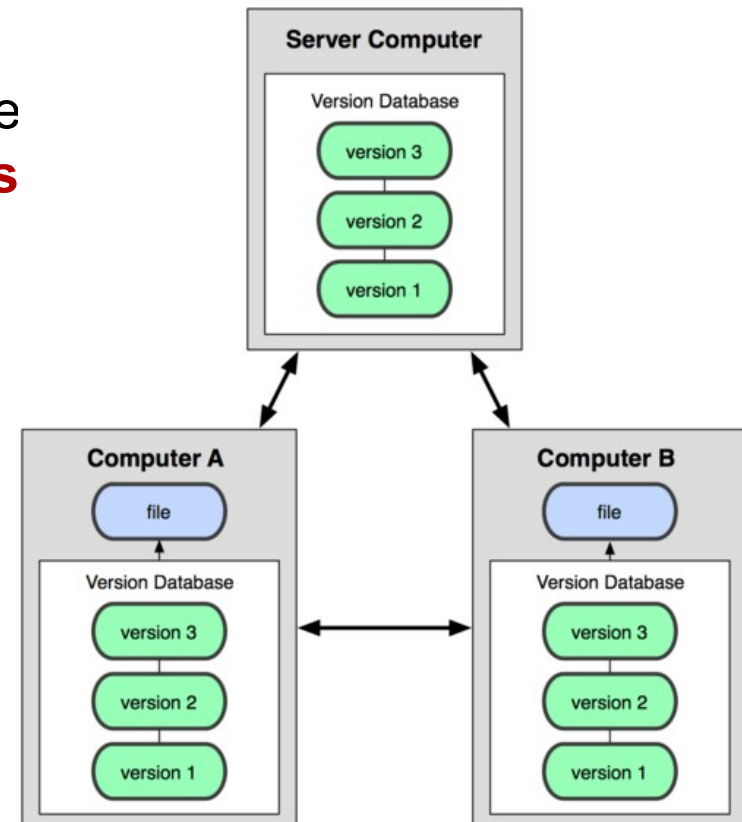 e
s
Server Computer
Version Database
version 3
version 2
version 1
Computer A
file
Version Database
version 3
version 2
version 1
Computer B
file
Version Database
version 3
version 2
version 1